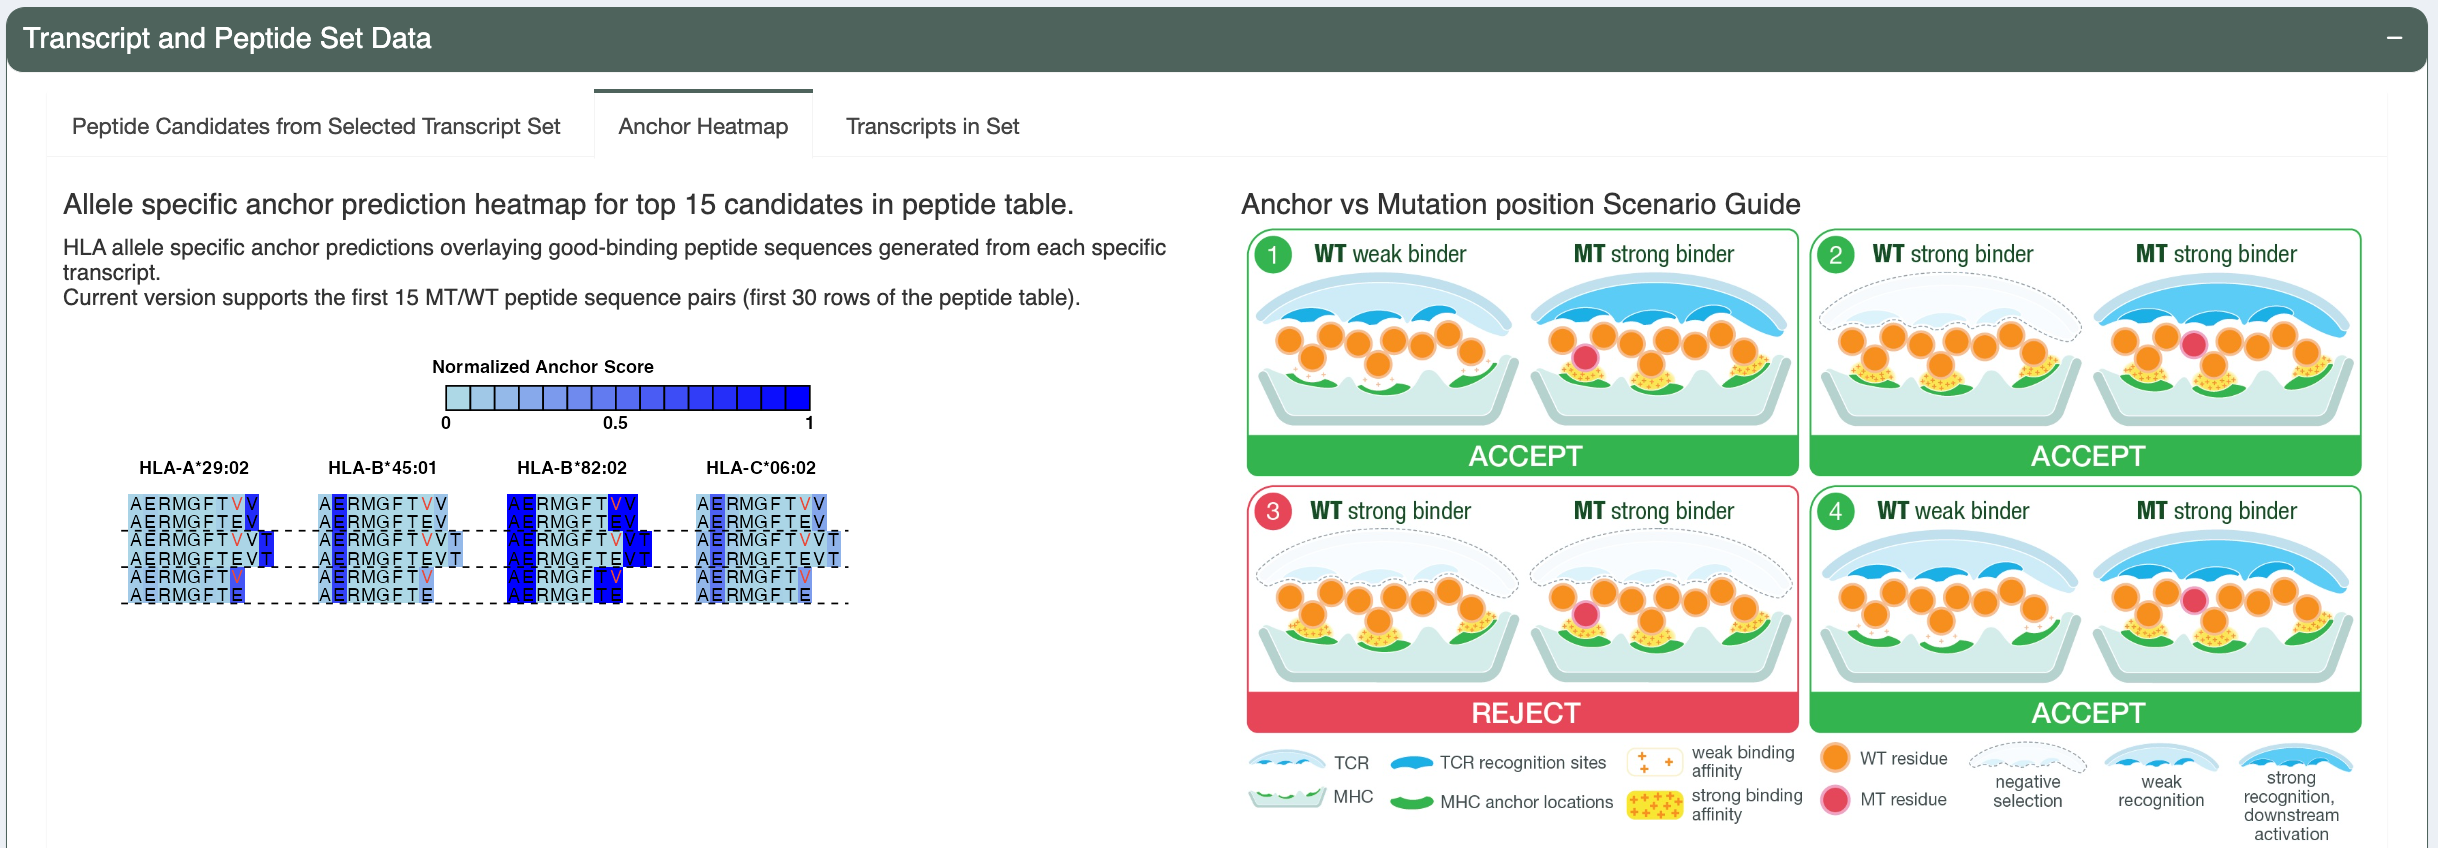 Transcript and Peptide Set Data
Peptide Candidates from Selected Transcript Set
Anchor Heatmap
Transcripts in Set
Allele specific anchor prediction heatmap for top 15 candidates in peptide table.
HLA allele specific anchor predictions overlaying good-binding peptide sequences generated from each specific
transcript.
Current version supports the first 15 MT/WT peptide sequence pairs (first 30 rows of the peptide table).
Normalized Anchor Score
0 0.5 1
HLA-A*29:02 HLA-B*45:01 HLA-B*82:02 HLA-C*06:02
AERMGFTVV AERMGFTVV AERMGFTVV AERMGFTVV
AERMGFTEV AERMGFTEV AERMGFTEV AERMGFTEV
AERMGFTVVT AERMGFTVVT AERMGFTVVT AERMGFTVVT
AERMGFTEVT AERMGFTEVT AERMGFTEVT AERMGFTEVT
AERMGFTV AERMGFTV AERMGFTV AERMGFTV
AERMGFTE AERMGFTE AERMGFTE AERMGFTE
Anchor vs Mutation position Scenario Guide
1 WT weak binder MT strong binder
ACCEPT
2 WT strong binder MT strong binder
ACCEPT
3 WT strong binder MT strong binder
REJECT
4 WT weak binder MT strong binder
ACCEPT
TCR
MHC
TCR recognition sites
MHC anchor locations
weak binding
affinity
strong binding
affinity
WT residue
MT residue
negative
selection
weak
recognition
strong
recognition,
downstream
activation